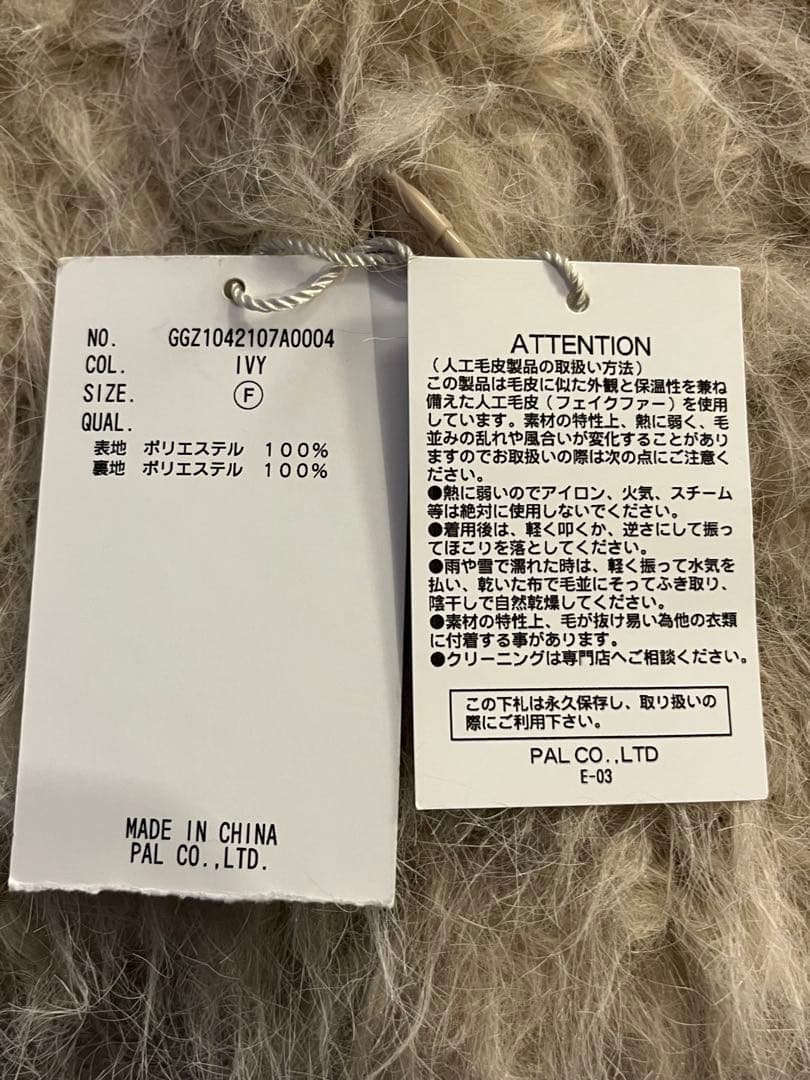 NO. GGZ1042107A0004
COL. IVY
SIZE. Ⓕ
QUAL.
表地 ポリエステル 100%
裏地 ポリエステル 100%
MADE IN CHINA
PAL CO.,LTD.
ATTENTION
(人工毛皮製品の取扱い方法)
この製品は毛皮に似た外観と保温性を兼ね
備えた人工毛皮(フェイクファー)を使用
しています。素材の特性上、熱に弱く、毛
並みの乱れや風合いが変化することがあり
ますのでお取扱いの際は次の点にご注意く
ださい。
●熱に弱いのでアイロン、火気、スチーム
等は絶対に使用しないでください。
●着用後は、軽く叩くか、逆さにして振っ
てほこりを落としてください。
●雨や雪で濡れた時は、軽く振って水気を
払い、乾いた布で毛並にそってふき取り、
陰干しで自然乾燥してください。
●素材の特性上、毛が抜け易い為他の衣類
に付着する事があります。
●クリーニングは専門店へご相談ください。
この下札は永久保存し、取り扱いの
際にご利用下さい。
PAL CO.,LTD
E-03